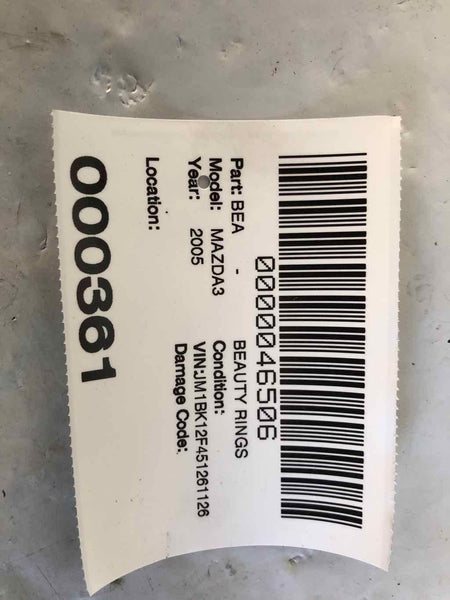 0000046506
Part: BEA - BEAUTY RINGS
Model: MAZDA3 Condition:
Year: 2005 VIN:JM1BK12F451261126
Damage Code:
Location:
000361